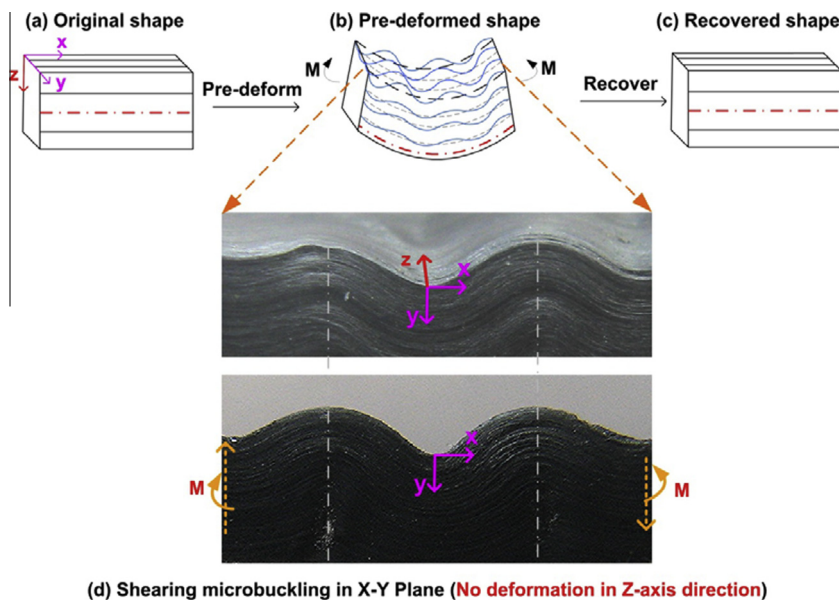 (a) Original shape
(b) Pre-deformed shape
(c) Recovered shape
x
z
y
Pre-deform
M
M
Recover
z
x
y
x
y
M
M
(d) Shearing microbuckling in X-Y Plane (No deformation in Z-axis direction)